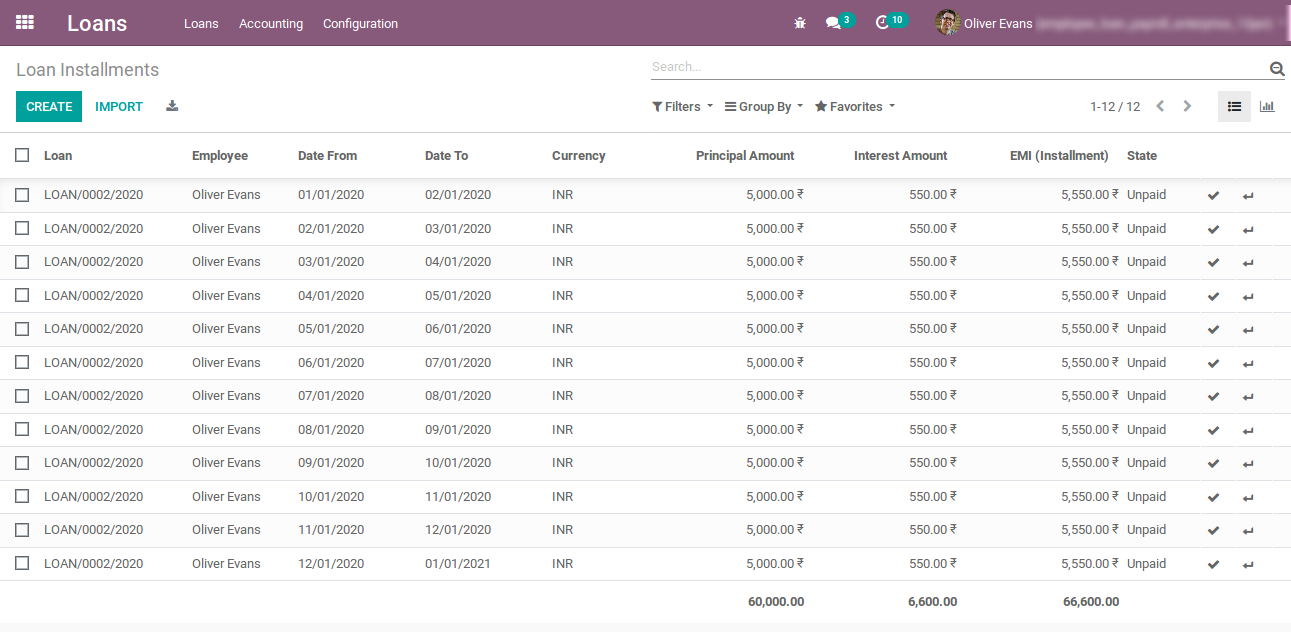 Loans Loans Accounting Configuration 3 10 Oliver Evans
Loan Installments Search...
CREATE IMPORT Filters Group By Favorites 1-12 / 12
Loan Employee Date From Date To Currency Principal Amount Interest Amount EMI (Installment) State
LOAN/0002/2020 Oliver Evans 01/01/2020 02/01/2020 INR 5,000.00 ₹ 550.00 ₹ 5,550.00 ₹ Unpaid
LOAN/0002/2020 Oliver Evans 02/01/2020 03/01/2020 INR 5,000.00 ₹ 550.00 ₹ 5,550.00 ₹ Unpaid
LOAN/0002/2020 Oliver Evans 03/01/2020 04/01/2020 INR 5,000.00 ₹ 550.00 ₹ 5,550.00 ₹ Unpaid
LOAN/0002/2020 Oliver Evans 04/01/2020 05/01/2020 INR 5,000.00 ₹ 550.00 ₹ 5,550.00 ₹ Unpaid
LOAN/0002/2020 Oliver Evans 05/01/2020 06/01/2020 INR 5,000.00 ₹ 550.00 ₹ 5,550.00 ₹ Unpaid
LOAN/0002/2020 Oliver Evans 06/01/2020 07/01/2020 INR 5,000.00 ₹ 550.00 ₹ 5,550.00 ₹ Unpaid
LOAN/0002/2020 Oliver Evans 07/01/2020 08/01/2020 INR 5,000.00 ₹ 550.00 ₹ 5,550.00 ₹ Unpaid
LOAN/0002/2020 Oliver Evans 08/01/2020 09/01/2020 INR 5,000.00 ₹ 550.00 ₹ 5,550.00 ₹ Unpaid
LOAN/0002/2020 Oliver Evans 09/01/2020 10/01/2020 INR 5,000.00 ₹ 550.00 ₹ 5,550.00 ₹ Unpaid
LOAN/0002/2020 Oliver Evans 10/01/2020 11/01/2020 INR 5,000.00 ₹ 550.00 ₹ 5,550.00 ₹ Unpaid
LOAN/0002/2020 Oliver Evans 11/01/2020 12/01/2020 INR 5,000.00 ₹ 550.00 ₹ 5,550.00 ₹ Unpaid
LOAN/0002/2020 Oliver Evans 12/01/2020 01/01/2021 INR 5,000.00 ₹ 550.00 ₹ 5,550.00 ₹ Unpaid
60,000.00 6,600.00 66,600.00